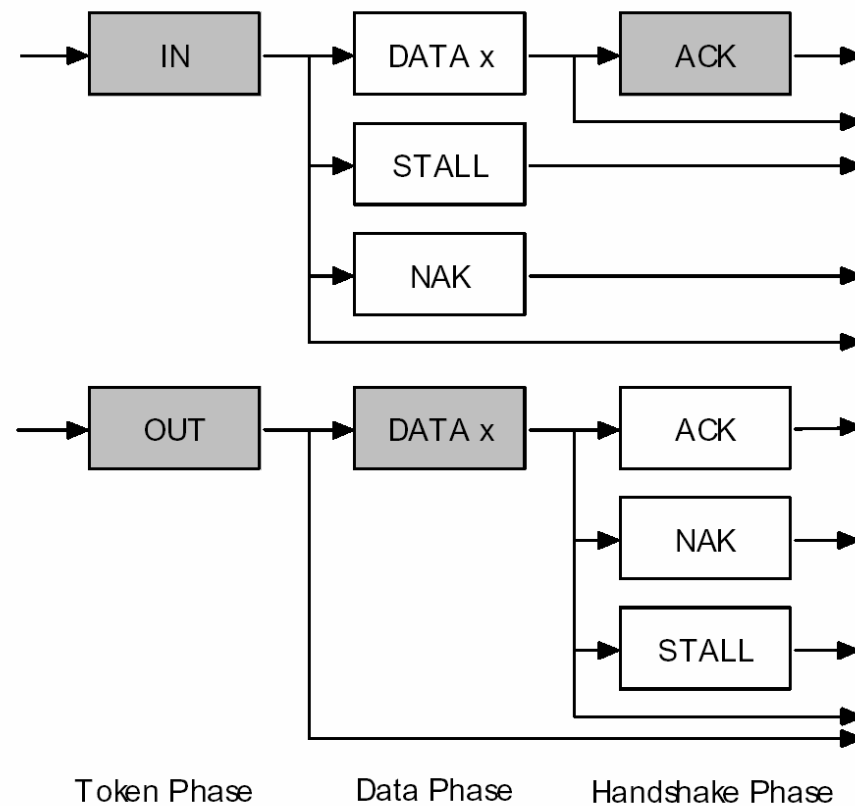 IN
DATA x
ACK
STALL
NAK
OUT
DATA x
ACK
NAK
STALL
Token Phase
Data Phase
Handshake Phase